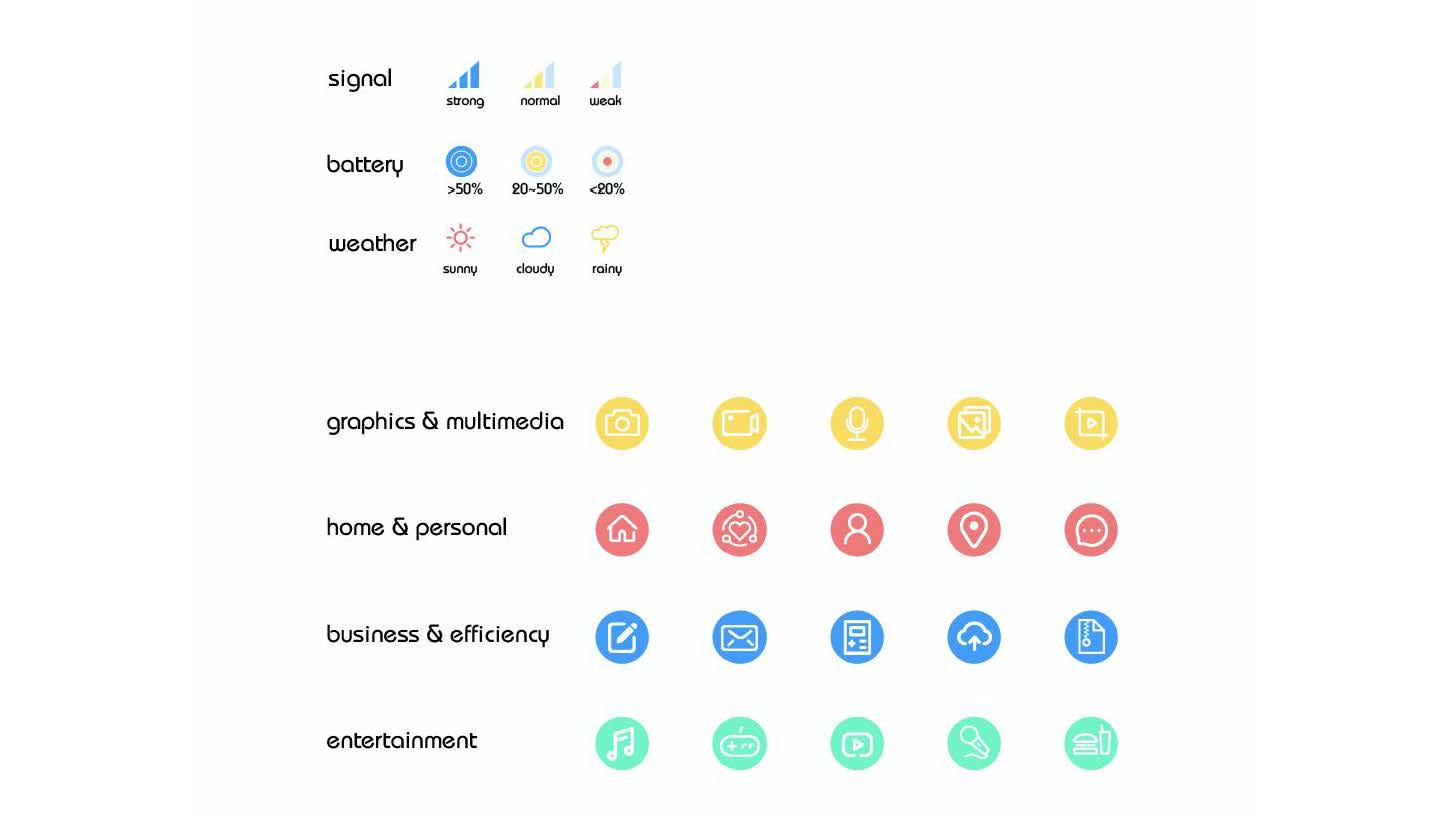 signal
strong normal weak
battery
>50% 20~50% <20%
weather
sunny cloudy rainy
graphics & multimedia
home & personal
business & efficiency
entertainment